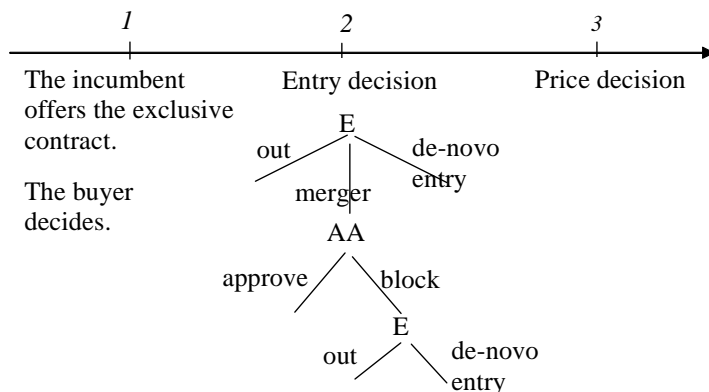 1 2 3
The incumbent
offers the exclusive
contract.
The buyer
decides.
Entry decision
E
out
de-novo
entry
merger
AA
approve
block
E
out
de-novo
entry
Price decision